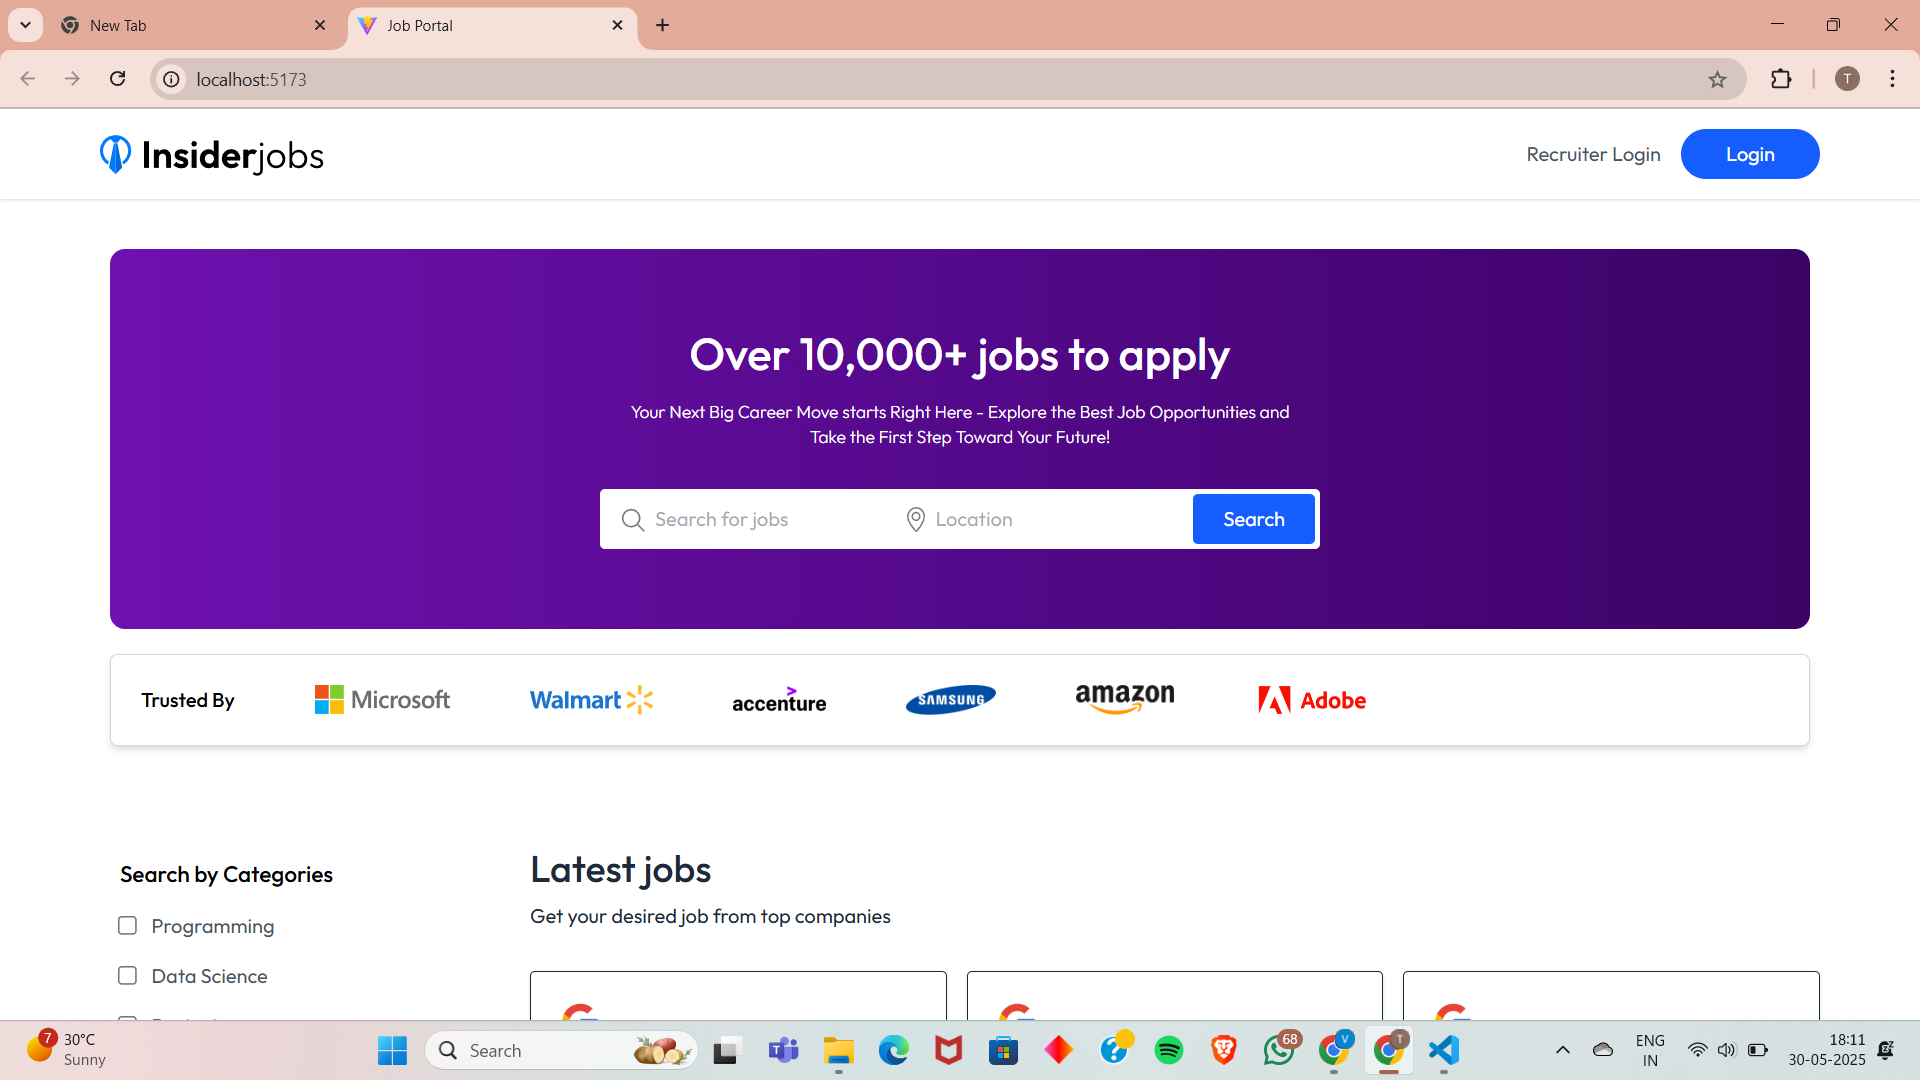 New Tab
Job Portal
localhost:5173
T
Insiderjobs
Recruiter Login
Login
Over 10,000+ jobs to apply
Your Next Big Career Move starts Right Here - Explore the Best Job Opportunities and
Take the First Step Toward Your Future!
Search for jobs
Location
Search
Trusted By
Microsoft
Walmart
accenture
SAMSUNG
amazon
Adobe
Search by Categories
Programming
Data Science
Latest jobs
Get your desired job from top companies
7
30°C
Sunny
Search
68
V
T
ENG
IN
18:11
30-05-2025